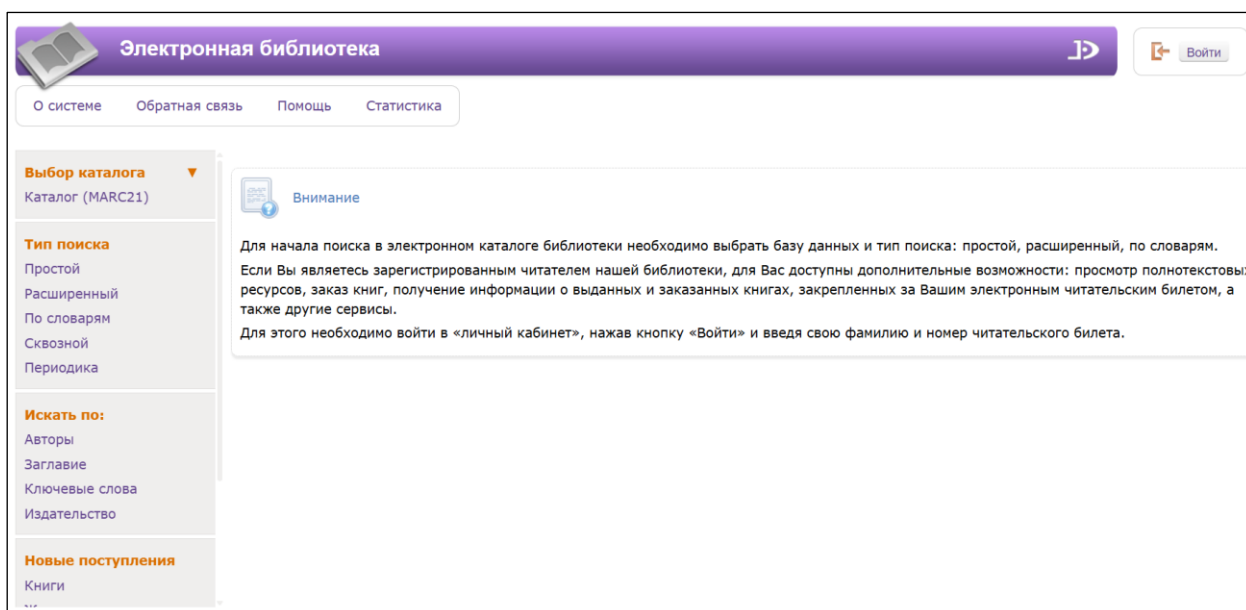 Электронная библиотека
Войти
О системе Обратная связь Помощь Статистика
Выбор каталога ▼
Каталог (MARC21)
Тип поиска
Простой
Расширенный
По словарям
Сквозной
Периодика
Искать по:
Авторы
Заглавие
Ключевые слова
Издательство
Новые поступления
Книги
Внимание
Для начала поиска в электронном каталоге библиотеки необходимо выбрать базу данных и тип поиска: простой, расширенный, по словарям.
Если Вы являетесь зарегистрированным читателем нашей библиотеки, для Вас доступны дополнительные возможности: просмотр полнотекстовых
ресурсов, заказ книг, получение информации о выданных и заказанных книгах, закрепленных за Вашим электронным читательским билетом, а
также другие сервисы.
Для этого необходимо войти в «личный кабинет», нажав кнопку «Войти» и введя свою фамилию и номер читательского билета.